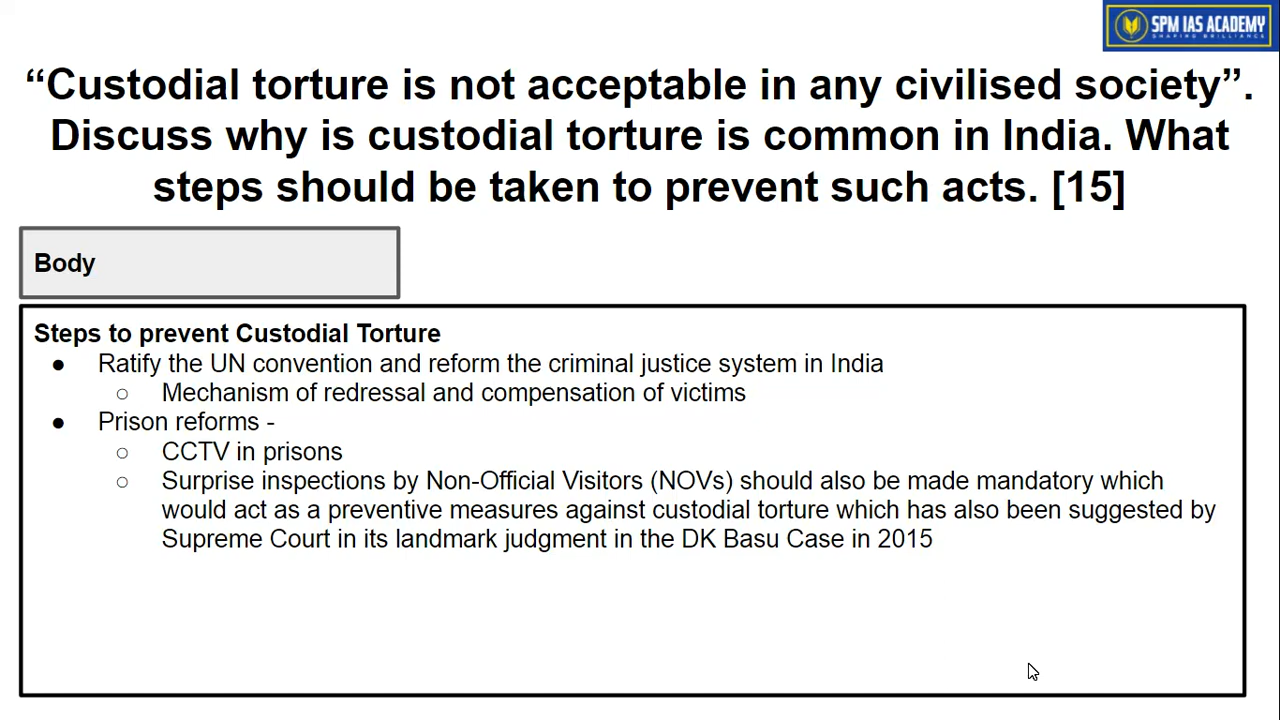 SPM IAS ACADEMY
SHAPING BRILLIANCE
“Custodial torture is not acceptable in any civilised society”.
Discuss why is custodial torture is common in India. What
steps should be taken to prevent such acts. [15]
Body
Steps to prevent Custodial Torture
● Ratify the UN convention and reform the criminal justice system in India
○ Mechanism of redressal and compensation of victims
● Prison reforms -
○ CCTV in prisons
○ Surprise inspections by Non-Official Visitors (NOVs) should also be made mandatory which
would act as a preventive measures against custodial torture which has also been suggested by
Supreme Court in its landmark judgment in the DK Basu Case in 2015